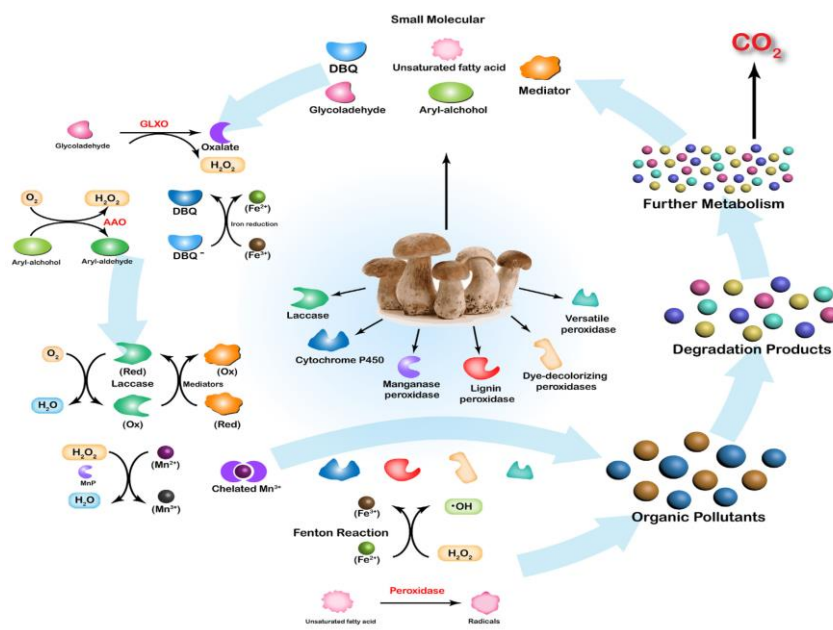 Small Molecular
DBQ
Unsaturated fatty acid
Mediator
Glycoladehyde
Aryl-alchohol
CO₂
Further Metabolism
Degradation Products
Organic Pollutants
Glycoladehyde
GLXO
Oxalate
H₂O₂
O₂
H₂O₂
AAO
Aryl-alchohol
Aryl-aldehyde
DBQ
(Fe²⁺)
Iron reduction
DBQ⁻
(Fe³⁺)
Laccase
Cytochrome P450
Manganase
peroxidase
Lignin
peroxidase
Dye-decolorizing
peroxidases
Versatile
peroxidase
O₂
(Red)
Laccase
(Ox)
Mediators
H₂O
(Ox)
(Red)
H₂O₂
MnP
H₂O
(Mn²⁺)
(Mn³⁺)
Chelated Mn³⁺
(Fe³⁺)
•OH
Fenton Reaction
(Fe²⁺)
H₂O₂
Unsaturated fatty acid
Peroxidase
Radicals